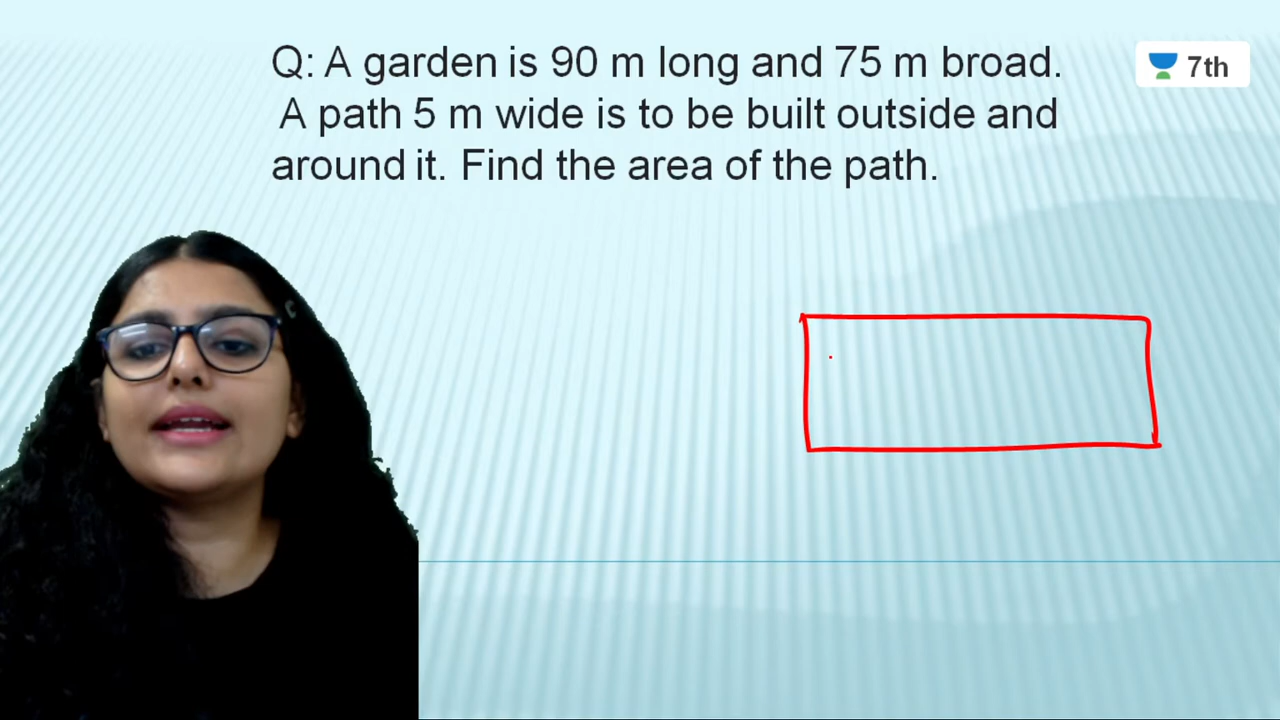 Q: A garden is 90 m long and 75 m broad.
A path 5 m wide is to be built outside and
around it. Find the area of the path.
7th